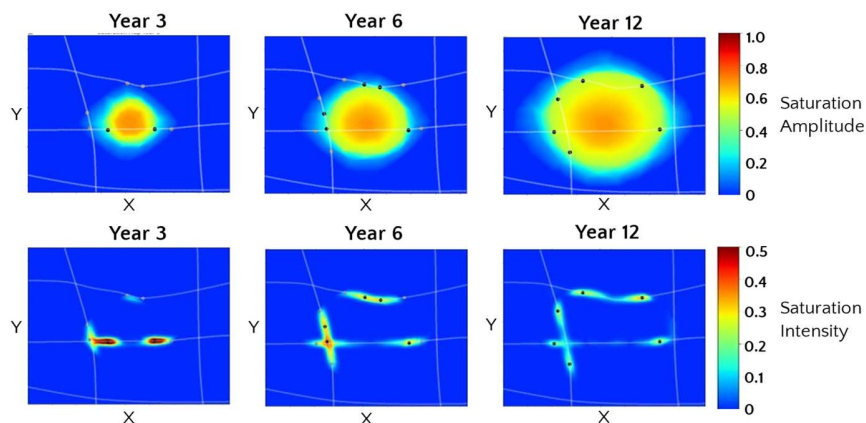 Year 3
Year 6
Year 12
Y
Y
Y
X
X
X
1.0
0.8
0.6
0.4
0.2
0
Saturation
Amplitude
Year 3
Year 6
Year 12
Y
Y
Y
X
X
X
0.5
0.4
0.3
0.2
0.1
0
Saturation
Intensity